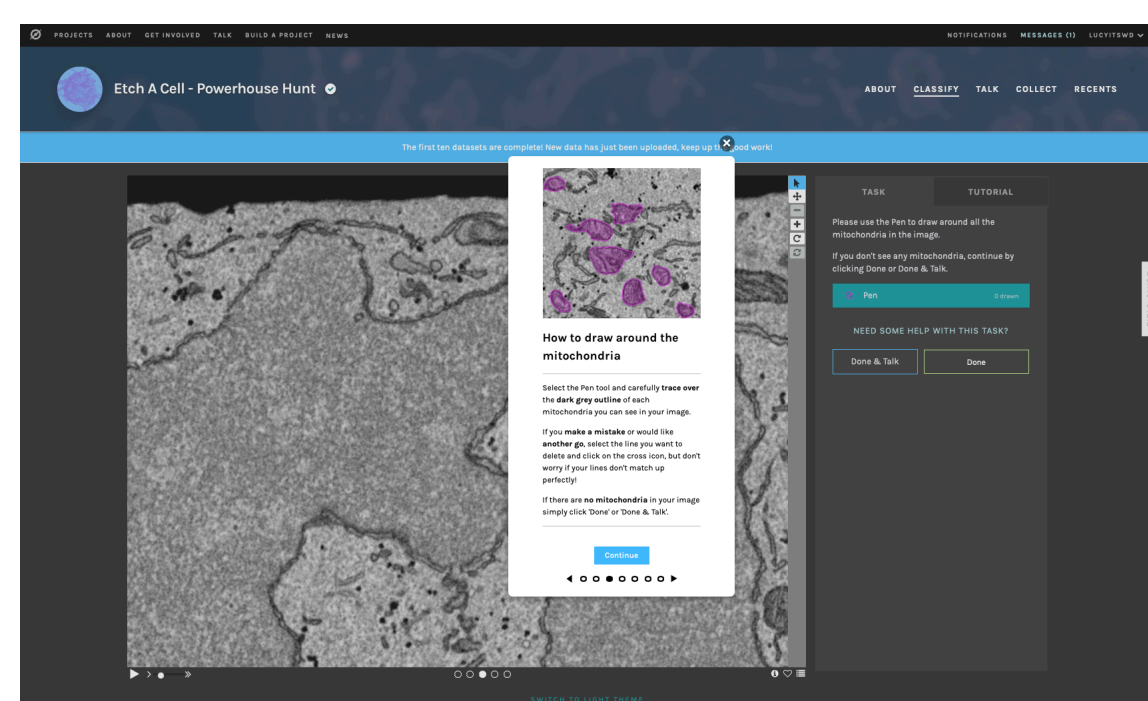 PROJECTS ABOUT GET INVOLVED TALK BUILD A PROJECT NEWS
NOTIFICATIONS MESSAGES (1) LUCYITSWD
Etch A Cell - Powerhouse Hunt
ABOUT CLASSIFY TALK COLLECT RECENTS
The first ten datasets are complete! New data has just been uploaded, keep up good work!
How to draw around the
mitochondria
Select the Pen tool and carefully trace over
the dark grey outline of each
mitochondria you can see in your image.
If you make a mistake or would like
another go, select the line you want to
delete and click on the cross icon, but don't
worry if your lines don't match up
perfectly!
If there are no mitochondria in your image
simply click 'Done' or 'Done & Talk'.
Continue
TASK TUTORIAL
Please use the Pen to draw around all the
mitochondria in the image.
If you don't see any mitochondria, continue by
clicking Done or Done & Talk.
Pen 0 drawn
NEED SOME HELP WITH THIS TASK?
Done & Talk Done
SWITCH TO LIGHT THEME